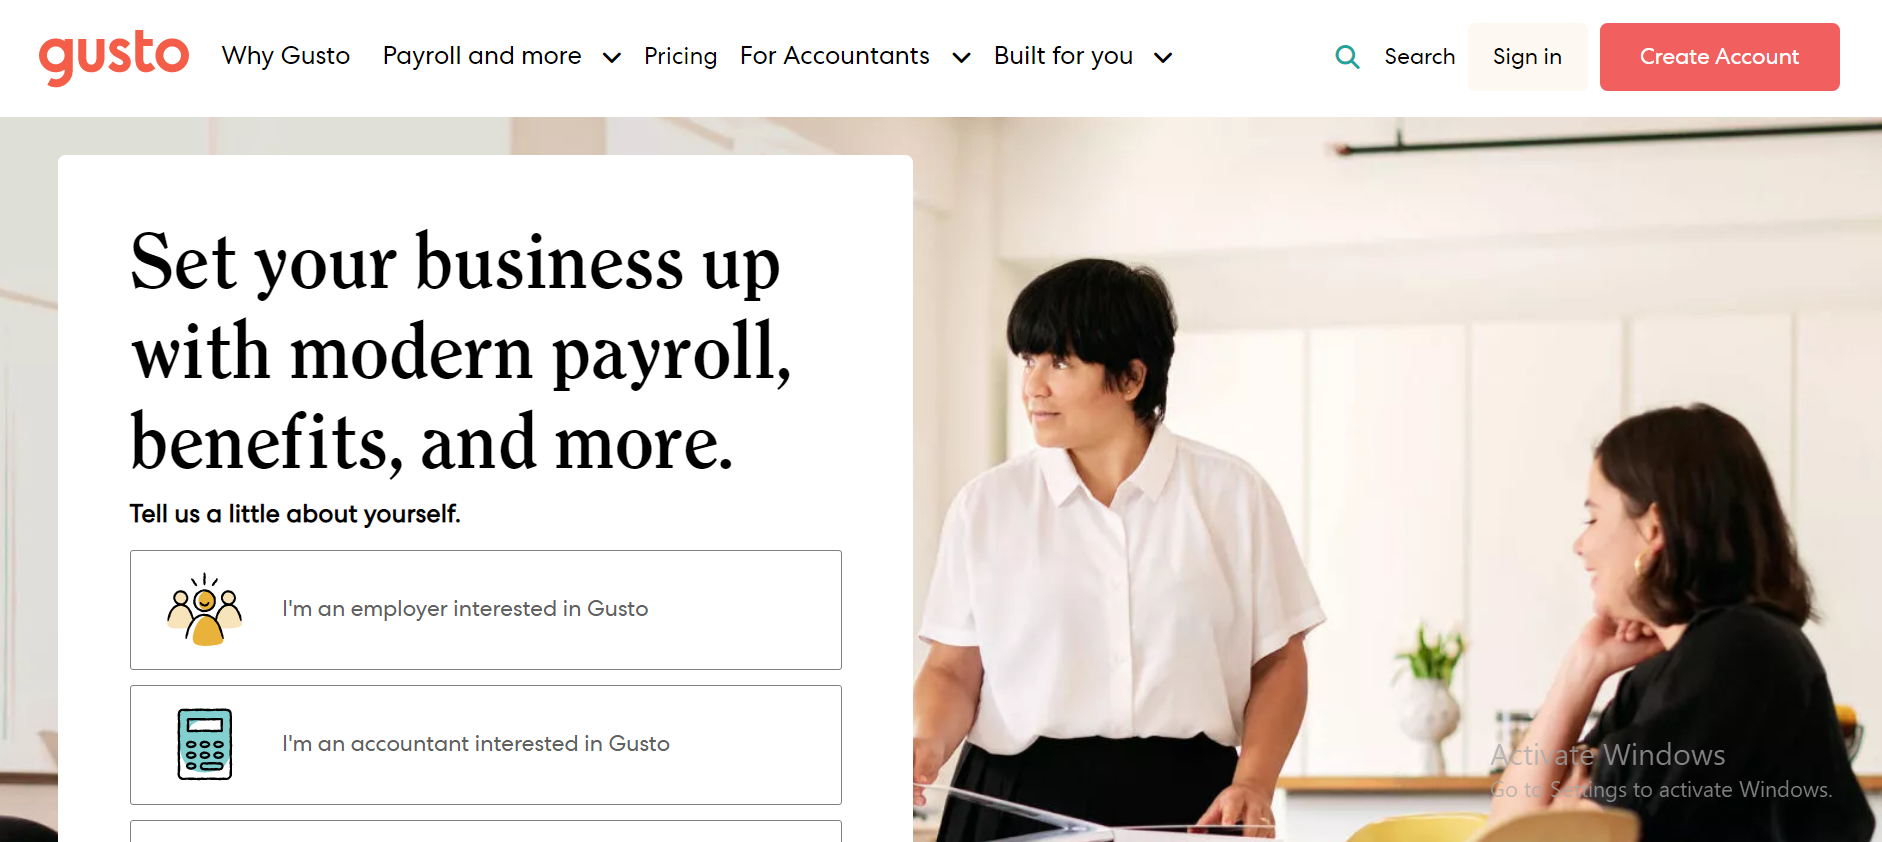 gusto
Why Gusto
Payroll and more
Pricing
For Accountants
Built for you
Search
Sign in
Create Account
Set your business up
with modern payroll,
benefits, and more.
Tell us a little about yourself.
I'm an employer interested in Gusto
I'm an accountant interested in Gusto
Activate Windows
Go to Settings to activate Windows.